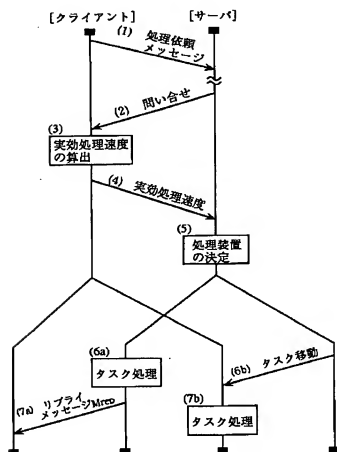 [クライアント]
[サーバ]
(1)
処理依頼
メッセージ
(2)
問い合せ
(3)
実効処理速度
の算出
(4)
実効処理速度
(5)
処理装置
の決定
(6a)
タスク処理
(6b)
タスク移動
(7a)
リプライ
メッセージMrep
(7b)
タスク処理